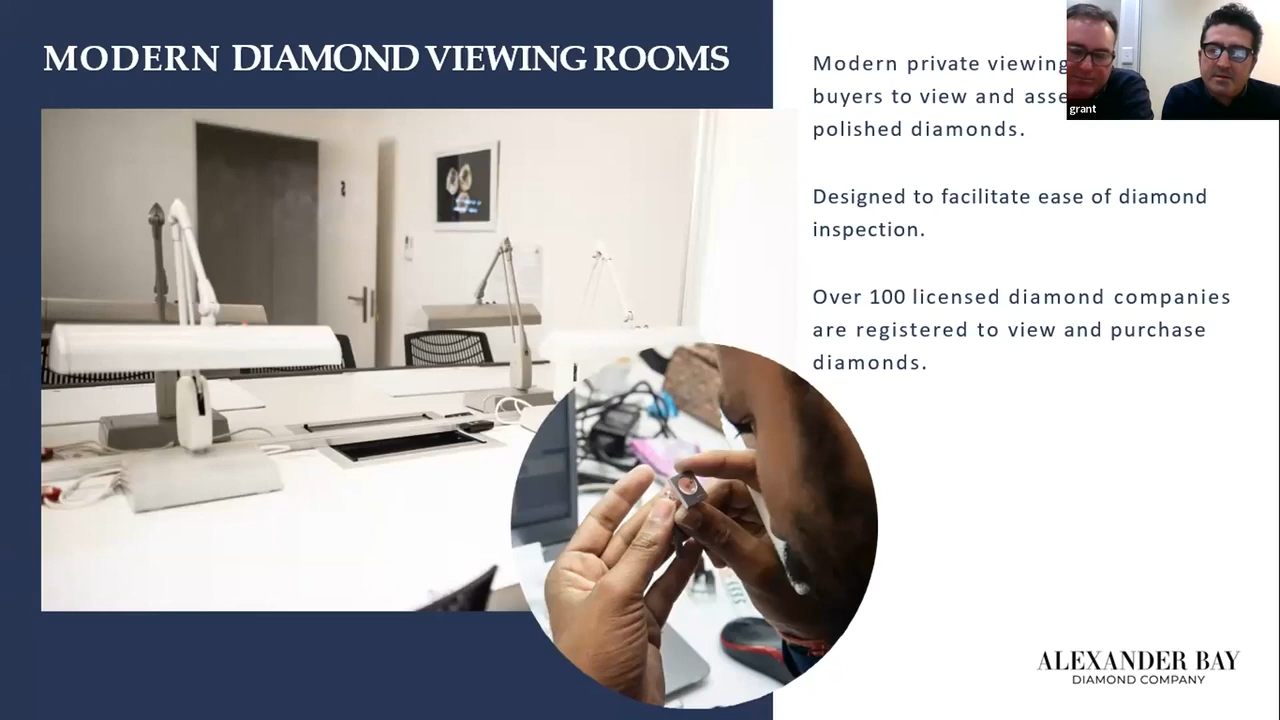 MODERN DIAMOND VIEWING ROOMS
Modern private viewing
buyers to view and asse
polished diamonds.
grant
Designed to facilitate ease of diamond
inspection.
Over 100 licensed diamond companies
are registered to view and purchase
diamonds.
ALEXANDER BAY
DIAMOND COMPANY